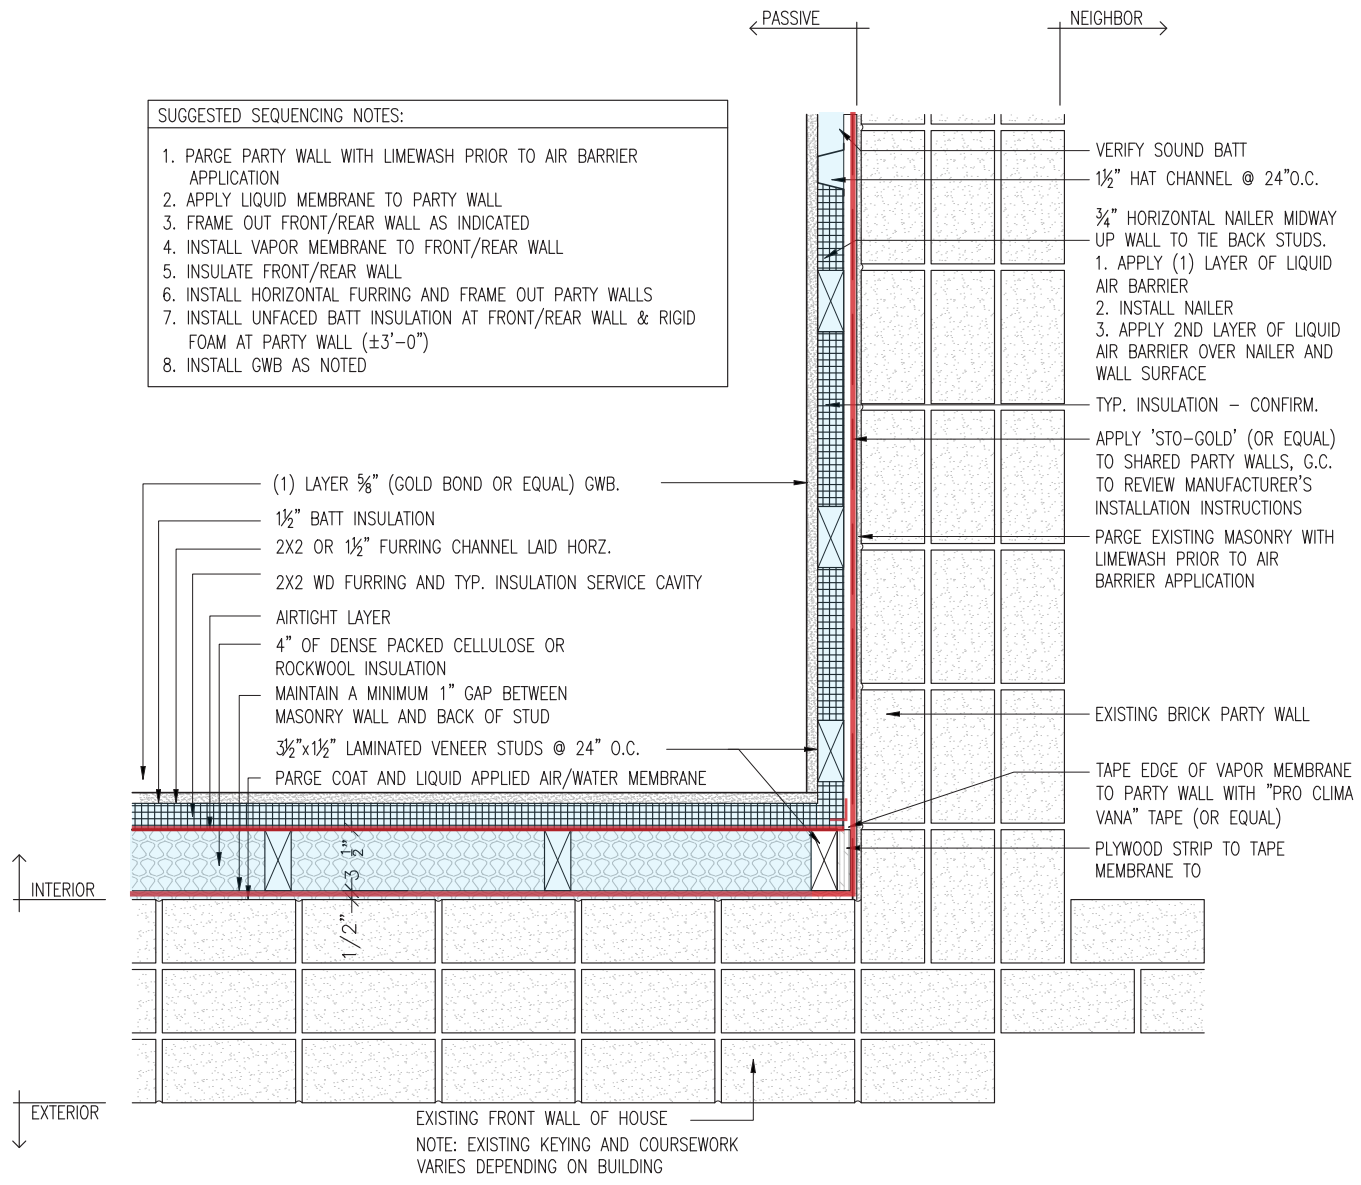 PASSIVE
NEIGHBOR
SUGGESTED SEQUENCING NOTES:
1. PARGE PARTY WALL WITH LIMEWASH PRIOR TO AIR BARRIER
APPLICATION
2. APPLY LIQUID MEMBRANE TO PARTY WALL
3. FRAME OUT FRONT/REAR WALL AS INDICATED
4. INSTALL VAPOR MEMBRANE TO FRONT/REAR WALL
5. INSULATE FRONT/REAR WALL
6. INSTALL HORIZONTAL FURRING AND FRAME OUT PARTY WALLS
7. INSTALL UNFACED BATT INSULATION AT FRONT/REAR WALL & RIGID
FOAM AT PARTY WALL (±3'-0")
8. INSTALL GWB AS NOTED
VERIFY SOUND BATT
1½" HAT CHANNEL @ 24"O.C.
¾" HORIZONTAL NAILER MIDWAY
UP WALL TO TIE BACK STUDS.
1. APPLY (1) LAYER OF LIQUID
AIR BARRIER
2. INSTALL NAILER
3. APPLY 2ND LAYER OF LIQUID
AIR BARRIER OVER NAILER AND
WALL SURFACE
TYP. INSULATION - CONFIRM.
APPLY 'STO-GOLD' (OR EQUAL)
TO SHARED PARTY WALLS, G.C.
TO REVIEW MANUFACTURER'S
INSTALLATION INSTRUCTIONS
PARGE EXISTING MASONRY WITH
LIMEWASH PRIOR TO AIR
BARRIER APPLICATION
EXISTING BRICK PARTY WALL
TAPE EDGE OF VAPOR MEMBRANE
TO PARTY WALL WITH "PRO CLIMA
VANA" TAPE (OR EQUAL)
PLYWOOD STRIP TO TAPE
MEMBRANE TO
(1) LAYER ⅝" (GOLD BOND OR EQUAL) GWB.
1½" BATT INSULATION
2X2 OR 1½" FURRING CHANNEL LAID HORZ.
2X2 WD FURRING AND TYP. INSULATION SERVICE CAVITY
AIRTIGHT LAYER
4" OF DENSE PACKED CELLULOSE OR
ROCKWOOL INSULATION
MAINTAIN A MINIMUM 1" GAP BETWEEN
MASONRY WALL AND BACK OF STUD
3½"x1½" LAMINATED VENEER STUDS @ 24" O.C.
PARGE COAT AND LIQUID APPLIED AIR/WATER MEMBRANE
1/2" 3 ½"
INTERIOR
EXTERIOR
EXISTING FRONT WALL OF HOUSE
NOTE: EXISTING KEYING AND COURSEWORK
VARIES DEPENDING ON BUILDING